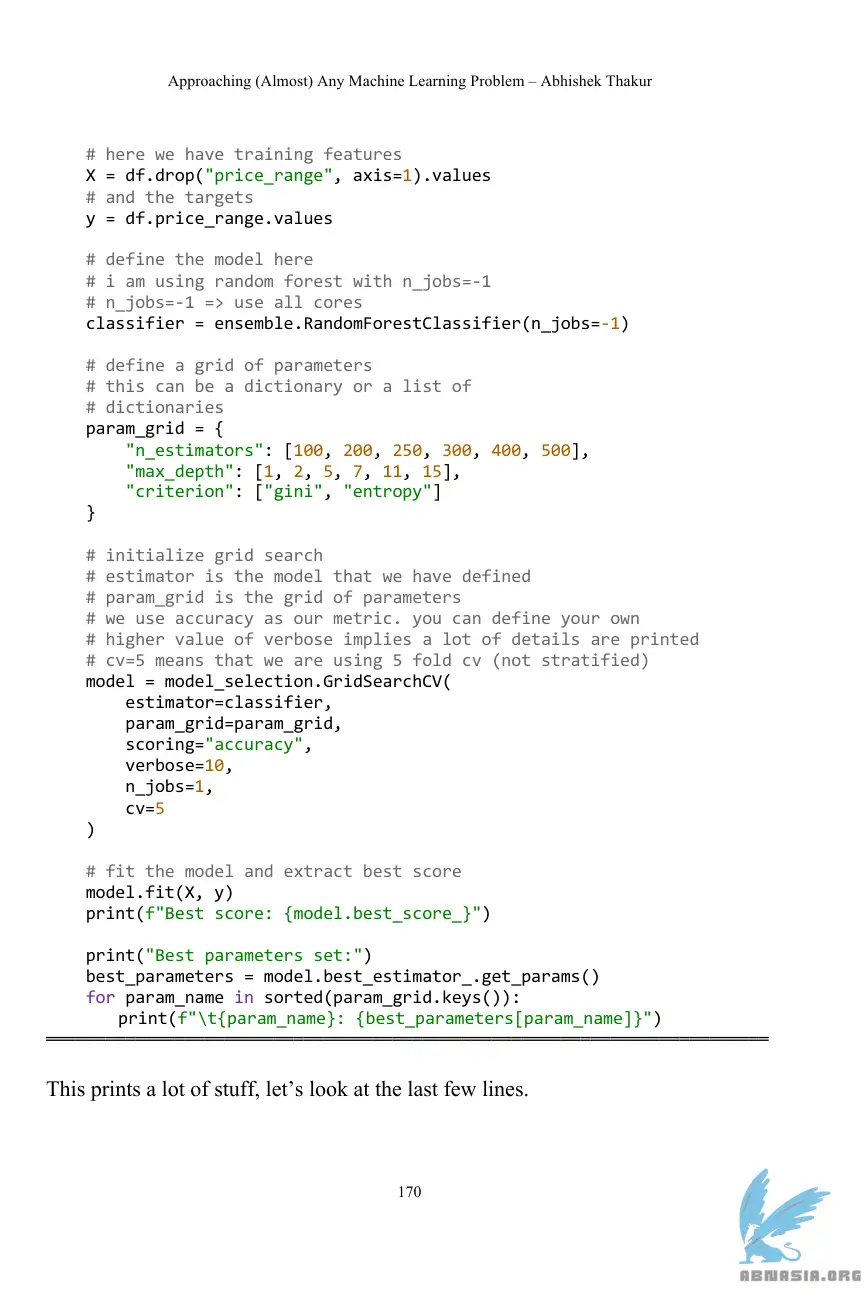 Approaching (Almost) Any Machine Learning Problem – Abhishek Thakur
# here we have training features
X = df.drop("price_range", axis=1).values
# and the targets
y = df.price_range.values
# define the model here
# i am using random forest with n_jobs=-1
# n_jobs=-1 => use all cores
classifier = ensemble.RandomForestClassifier(n_jobs=-1)
# define a grid of parameters
# this can be a dictionary or a list of
# dictionaries
param_grid = {
    "n_estimators": [100, 200, 250, 300, 400, 500],
    "max_depth": [1, 2, 5, 7, 11, 15],
    "criterion": ["gini", "entropy"]
}
# initialize grid search
# estimator is the model that we have defined
# param_grid is the grid of parameters
# we use accuracy as our metric. you can define your own
# higher value of verbose implies a lot of details are printed
# cv=5 means that we are using 5 fold cv (not stratified)
model = model_selection.GridSearchCV(
    estimator=classifier,
    param_grid=param_grid,
    scoring="accuracy",
    verbose=10,
    n_jobs=1,
    cv=5
)
# fit the model and extract best score
model.fit(X, y)
print(f"Best score: {model.best_score_}")
print("Best parameters set:")
best_parameters = model.best_estimator_.get_params()
for param_name in sorted(param_grid.keys()):
    print(f"\t{param_name}: {best_parameters[param_name]}")
This prints a lot of stuff, let’s look at the last few lines.
170
ABNASIA.ORG